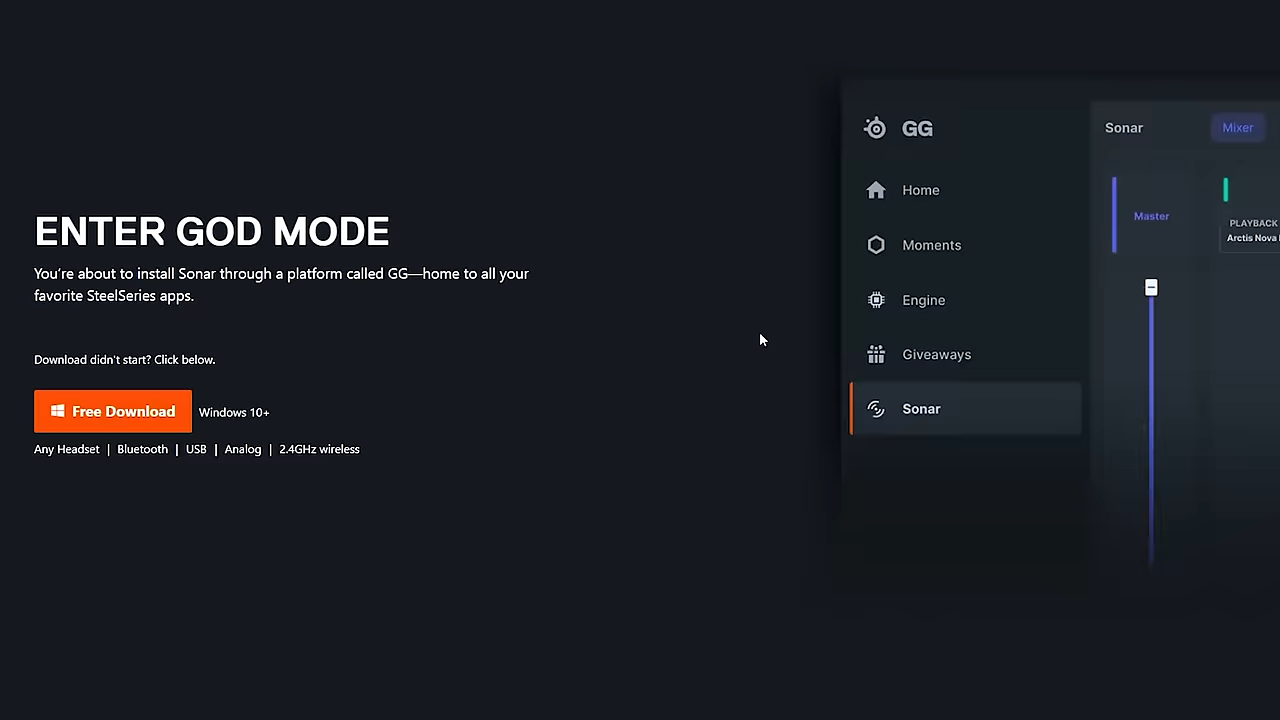 ENTER GOD MODE
You're about to install Sonar through a platform called GG—home to all your
favorite SteelSeries apps.
Download didn't start? Click below.
Free Download
Windows 10+
Any Headset | Bluetooth | USB | Analog | 2.4GHz wireless
GG
Home
Moments
Engine
Giveaways
Sonar
Sonar
Mixer
Master
PLAYBACK
Arctis Nova